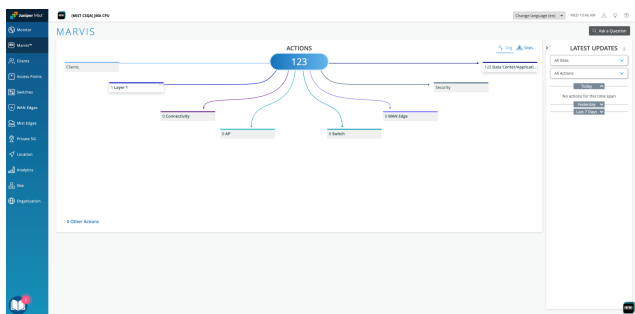 Juniper Mist
[MIST CEQA] JMA CPU
Change language (en)
WED 10:46 AM
Monitor
Marvis™
Clients
Access Points
Switches
WAN Edges
Mist Edges
Private 5G
Location
Analytics
Site
Organization
MARVIS
Ask a Question
ACTIONS
Org
Sites
123
Clients
122 Data Center/Applicati...
1 Layer 1
Security
0 Connectivity
0 WAN Edge
0 AP
0 Switch
0 Other Actions
LATEST UPDATES
All Sites
All Actions
Today
No actions for this time span
Yesterday
Last 7 Days